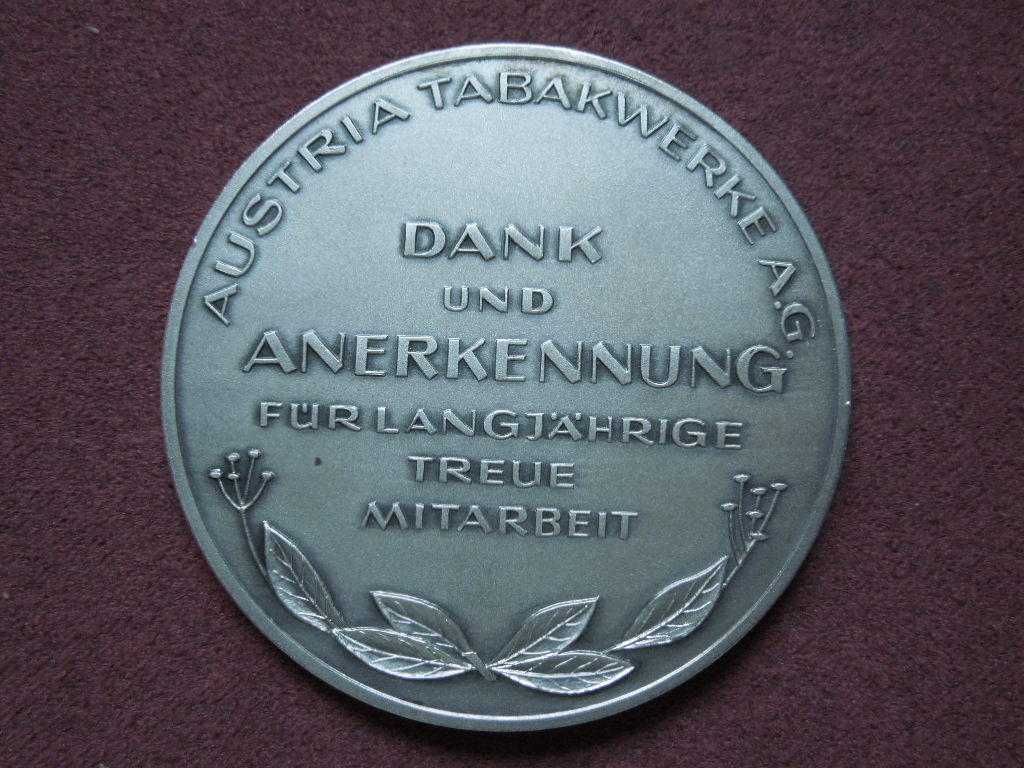 AUSTRIA TABAKWERKE A.G.
DANK
UND
ANERKENNUNG
FÜR LANGJÄHRIGE
TREUE
MITARBEIT